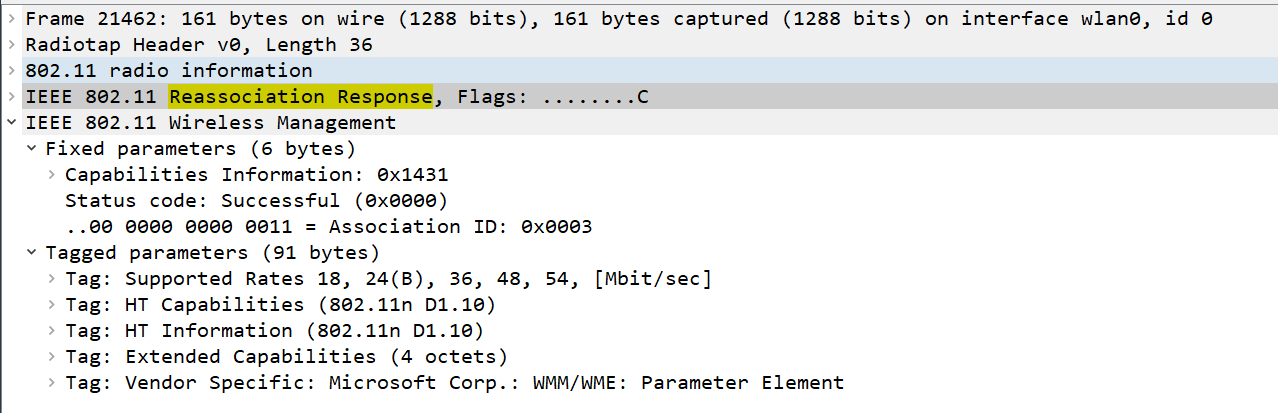 Frame 21462: 161 bytes on wire (1288 bits), 161 bytes captured (1288 bits) on interface wlan0, id 0
Radiotap Header v0, Length 36
802.11 radio information
IEEE 802.11 Reassociation Response, Flags: ........C
IEEE 802.11 Wireless Management
Fixed parameters (6 bytes)
Capabilities Information: 0x1431
Status code: Successful (0x0000)
..00 0000 0000 0011 = Association ID: 0x0003
Tagged parameters (91 bytes)
Tag: Supported Rates 18, 24(B), 36, 48, 54, [Mbit/sec]
Tag: HT Capabilities (802.11n D1.10)
Tag: HT Information (802.11n D1.10)
Tag: Extended Capabilities (4 octets)
Tag: Vendor Specific: Microsoft Corp.: WMM/WME: Parameter Element